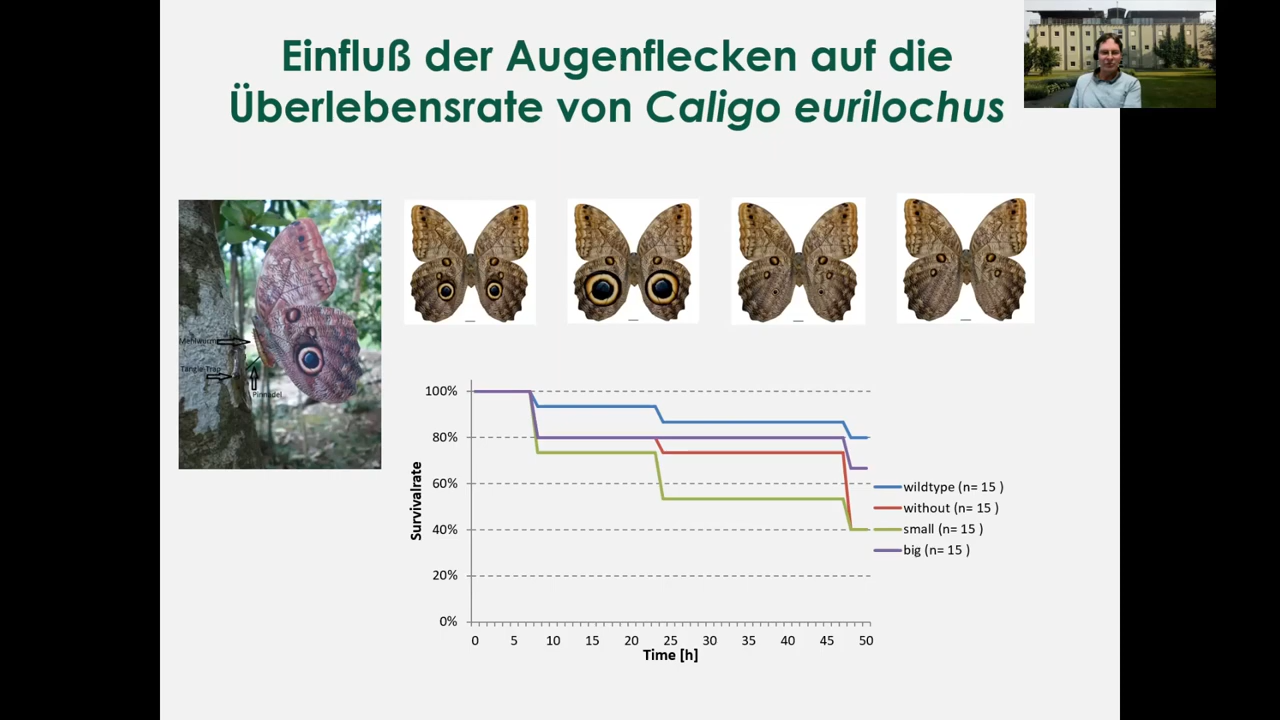 Einfluß der Augenflecken auf die
Überlebensrate von Caligo eurilochus
Mehlwurm
Tangle Trap
Pinnadel
Survivalrate
100%
80%
60%
40%
20%
0%
0 5 10 15 20 25 30 35 40 45 50
Time [h]
wildtype (n= 15 )
without (n= 15 )
small (n= 15 )
big (n= 15 )